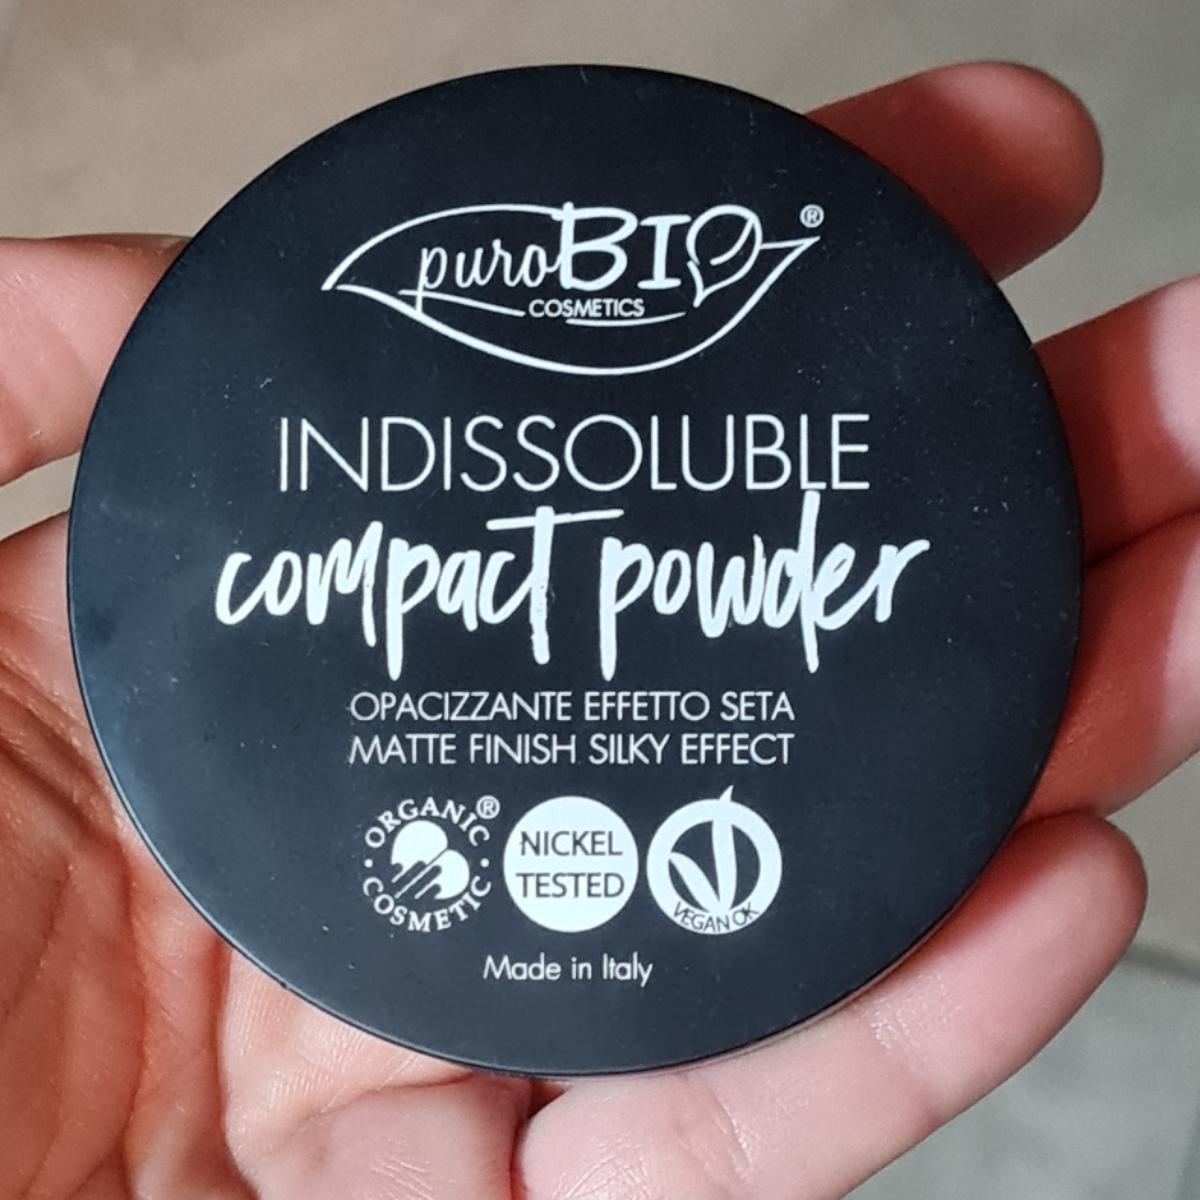 puroBIO®
COSMETICS
INDISSOLUBLE
compact powder
OPACIZZANTE EFFETTO SETA
MATTE FINISH SILKY EFFECT
ORGANIC®
COSMETIC
NICKEL
TESTED
VEGAN OK
Made in Italy